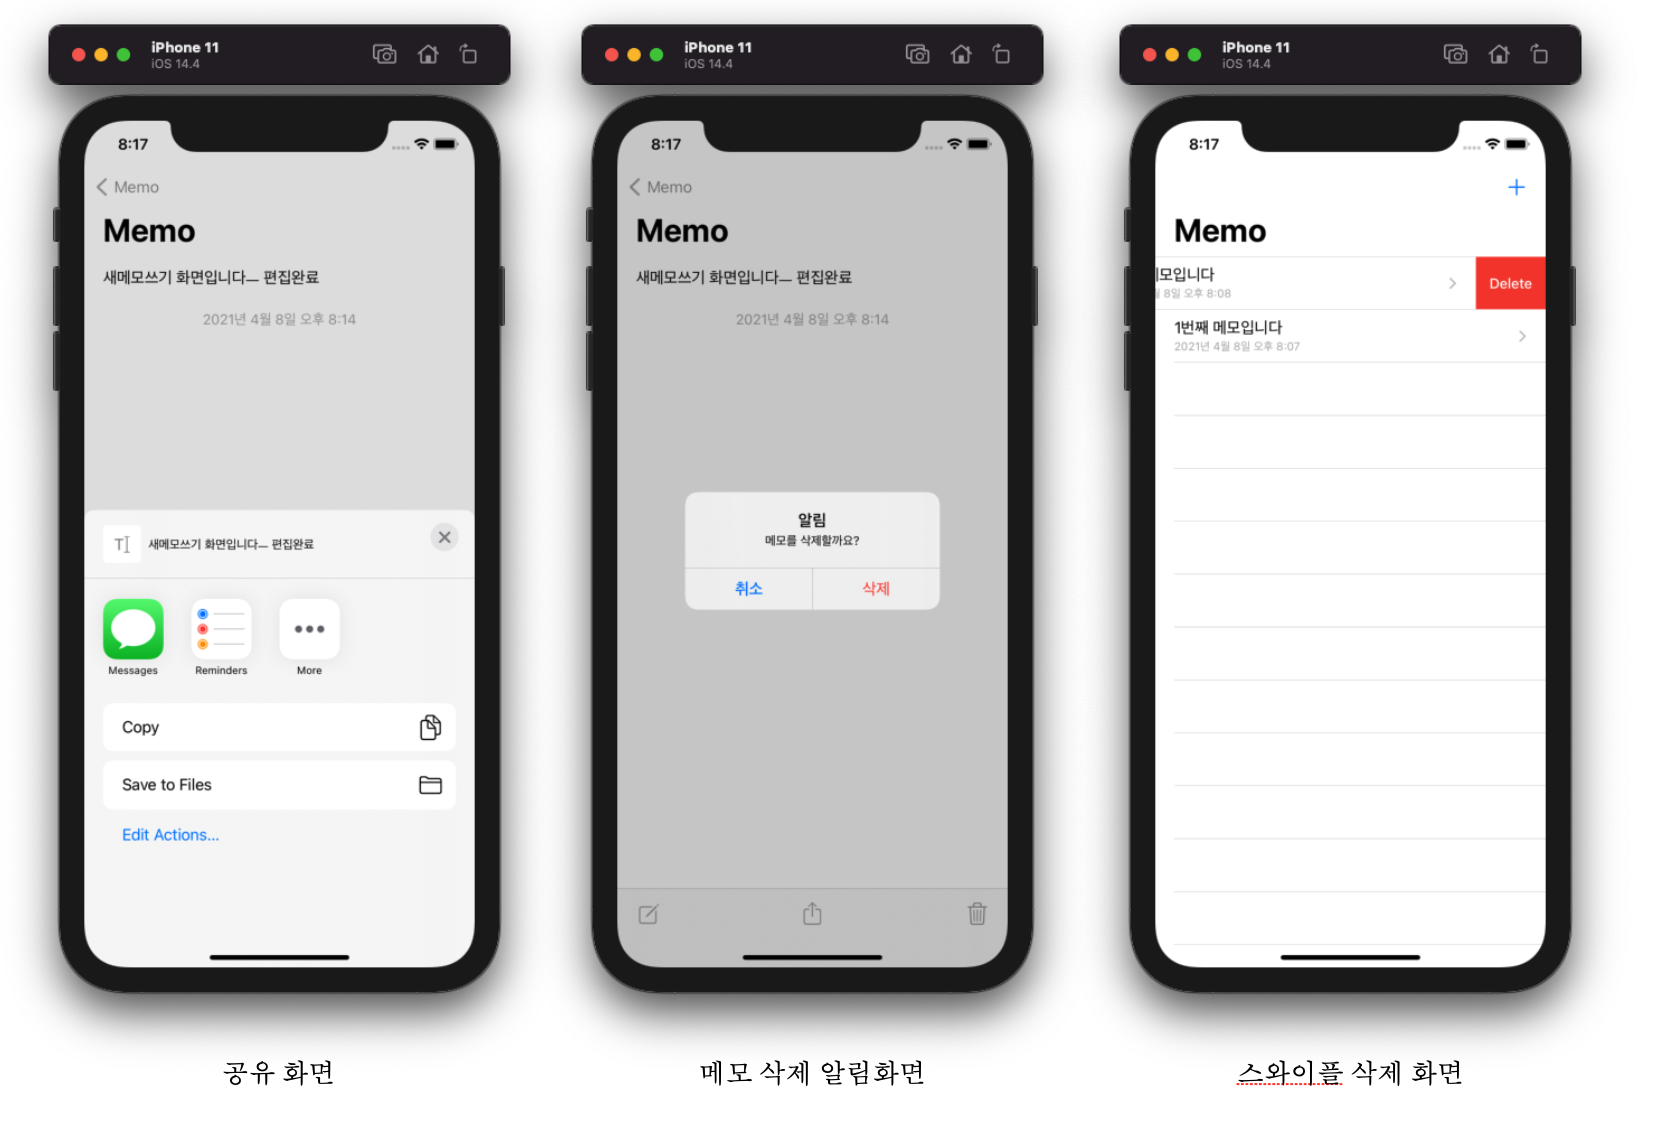 iPhone 11
iOS 14.4
8:17
Memo
Memo
새메모쓰기 화면입니다ㅡ 편집완료
2021년 4월 8일 오후 8:14
새메모쓰기 화면입니다ㅡ 편집완료
Messages
Reminders
More
Copy
Save to Files
Edit Actions...
공유 화면
iPhone 11
iOS 14.4
8:17
Memo
Memo
새메모쓰기 화면입니다ㅡ 편집완료
2021년 4월 8일 오후 8:14
알림
메모를 삭제할까요?
취소
삭제
메모 삭제 알림화면
iPhone 11
iOS 14.4
8:17
Memo
모입니다
8일 오후 8:08
Delete
1번째 메모입니다
2021년 4월 8일 오후 8:07
스와이플 삭제 화면